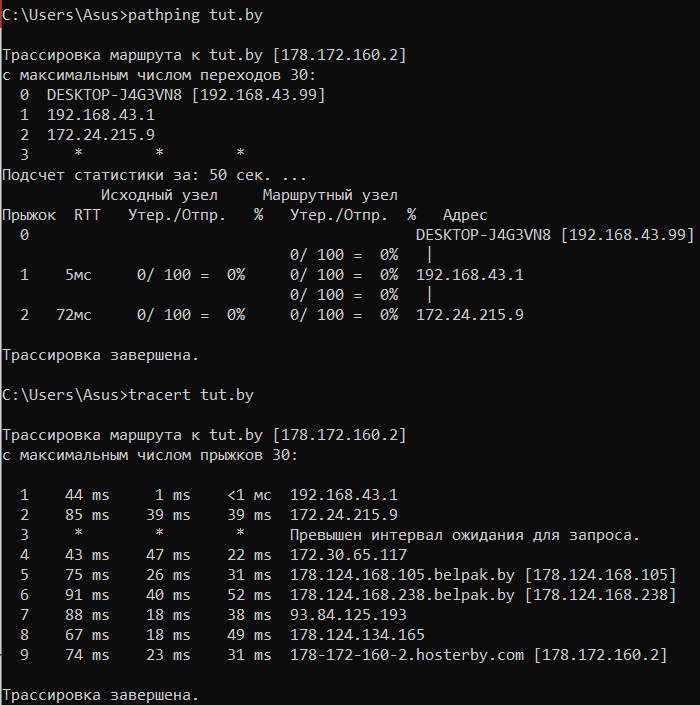 C:\Users\Asus>pathping tut.by
Трассировка маршрута к tut.by [178.172.160.2]
с максимальным числом переходов 30:
0 DESKTOP-J4G3VN8 [192.168.43.99]
1 192.168.43.1
2 172.24.215.9
3 * * *
Подсчет статистики за: 50 сек. ...
Исходный узел Маршрутный узел
Прыжок RTT Утер./Отпр. % Утер./Отпр. % Адрес
0 DESKTOP-J4G3VN8 [192.168.43.99]
0/ 100 = 0% |
1 5мс 0/ 100 = 0% 0/ 100 = 0% 192.168.43.1
0/ 100 = 0% |
2 72мс 0/ 100 = 0% 0/ 100 = 0% 172.24.215.9
Трассировка завершена.
C:\Users\Asus>tracert tut.by
Трассировка маршрута к tut.by [178.172.160.2]
с максимальным числом прыжков 30:
1 44 ms 1 ms <1 мс 192.168.43.1
2 85 ms 39 ms 39 ms 172.24.215.9
3 * * * Превышен интервал ожидания для запроса.
4 43 ms 47 ms 22 ms 172.30.65.117
5 75 ms 26 ms 31 ms 178.124.168.105.belpak.by [178.124.168.105]
6 91 ms 40 ms 52 ms 178.124.168.238.belpak.by [178.124.168.238]
7 88 ms 18 ms 38 ms 93.84.125.193
8 67 ms 18 ms 49 ms 178.124.134.165
9 74 ms 23 ms 31 ms 178-172-160-2.hosterby.com [178.172.160.2]
Трассировка завершена.